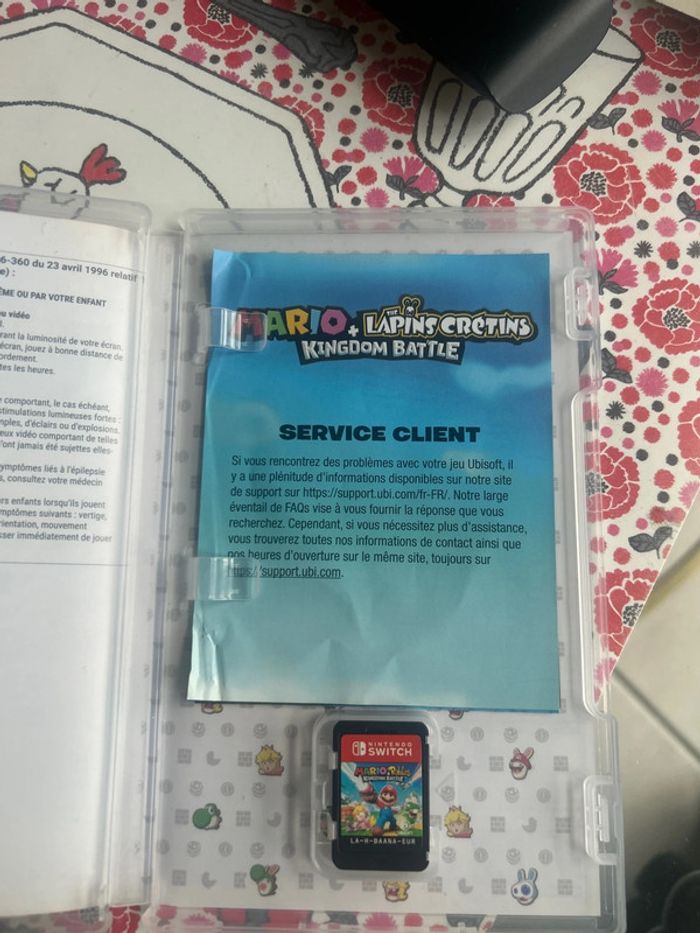 6-360 du 23 avril 1996 relatif
e) :
ÊME OU PAR VOTRE ENFANT
u vidéo
rant la luminosité de votre écran.
écran, jouez à bonne distance de
ordement.
tes les heures.
comportant, le cas échéant,
stimulations lumineuses fortes :
mples, d'éclairs ou d'explosions.
eux vidéo comportant de telles
'ont jamais été sujettes elles-
ymptômes liés à l'épilepsie
, consultez votre médecin
rs enfants lorsqu'ils jouent
mptômes suivants : vertige,
rientation, mouvement
sser immédiatement de jouer
MARIO + THE LAPINS CRÉTINS
KINGDOM BATTLE
SERVICE CLIENT
Si vous rencontrez des problèmes avec votre jeu Ubisoft, il
y a une plénitude d'informations disponibles sur notre site
de support sur https://support.ubi.com/fr-FR/. Notre large
éventail de FAQs vise à vous fournir la réponse que vous
recherchez. Cependant, si vous nécessitez plus d'assistance,
vous trouverez toutes nos informations de contact ainsi que
nos heures d'ouverture sur le même site, toujours sur
https://support.ubi.com.
NINTENDO
SWITCH
MARIO + Rabbids
KINGDOM BATTLE
LA-H-BAANA-EUR